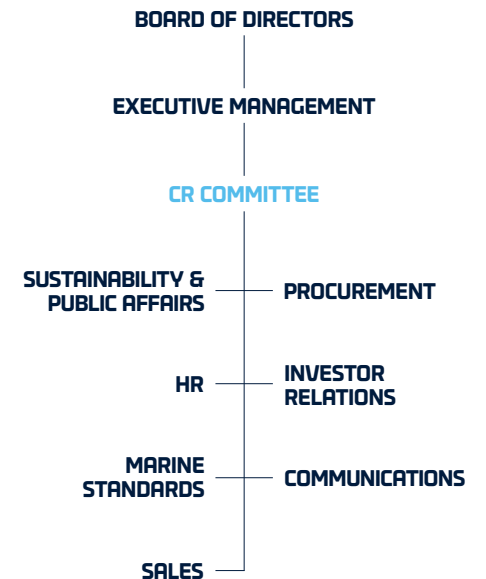 BOARD OF DIRECTORS
EXECUTIVE MANAGEMENT
CR COMMITTEE
SUSTAINABILITY &
PUBLIC AFFAIRS
PROCUREMENT
HR
INVESTOR
RELATIONS
MARINE
STANDARDS
COMMUNICATIONS
SALES